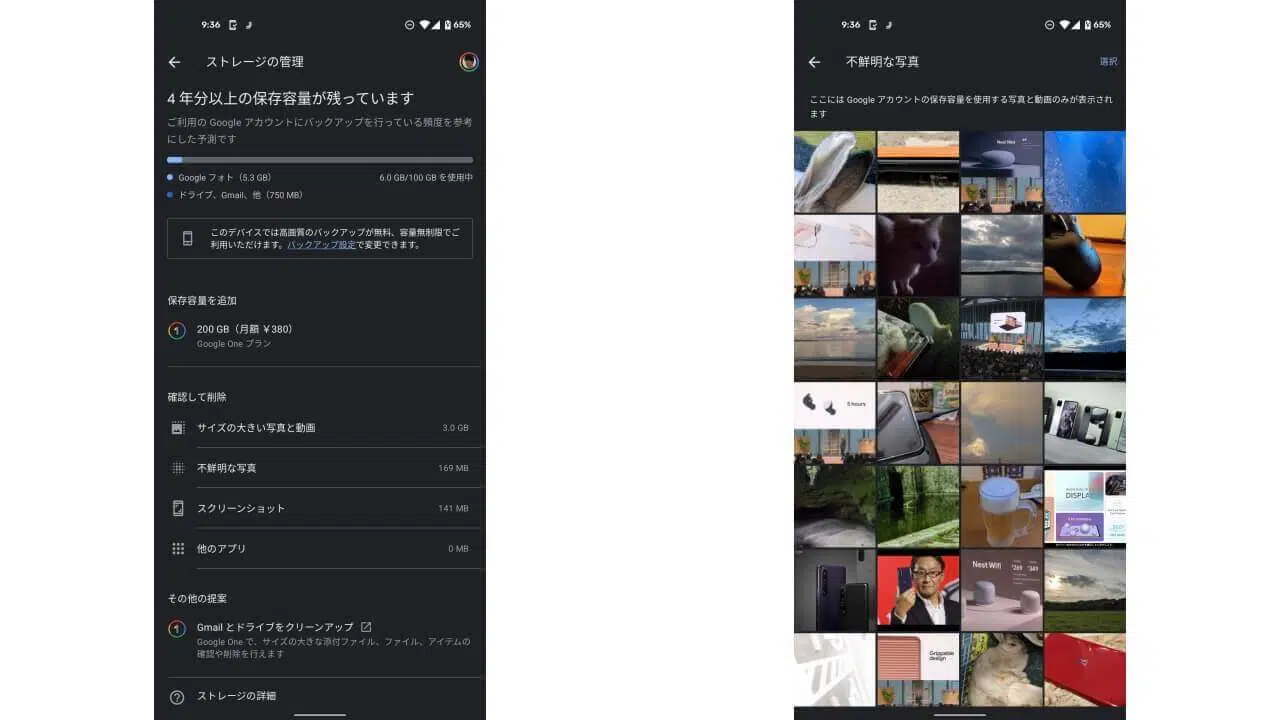 9:36
65%
ストレージの管理
4 年分以上の保存容量が残っています
ご利用の Google アカウントにバックアップを行っている頻度を参考
にした予測です
Google フォト（5.3 GB）
6.0 GB/100 GB を使用中
ドライブ、Gmail、他（750 MB）
このデバイスでは高画質のバックアップが無料、容量無制限でご
利用いただけます。バックアップ設定で変更できます。
保存容量を追加
200 GB（月額 ¥380）
Google One プラン
確認して削除
サイズの大きい写真と動画
3.0 GB
不鮮明な写真
169 MB
スクリーンショット
141 MB
他のアプリ
0 MB
その他の提案
Gmail とドライブをクリーンアップ
Google One で、サイズの大きな添付ファイル、ファイル、アイテムの
確認や削除を行えます
ストレージの詳細
9:36
65%
不鮮明な写真
選択
ここには Google アカウントの保存容量を使用する写真と動画のみが表示され
ます
Nest Mini
5 hours
DISPLAY
Nest Wifi
$269
$349
Grippable
design